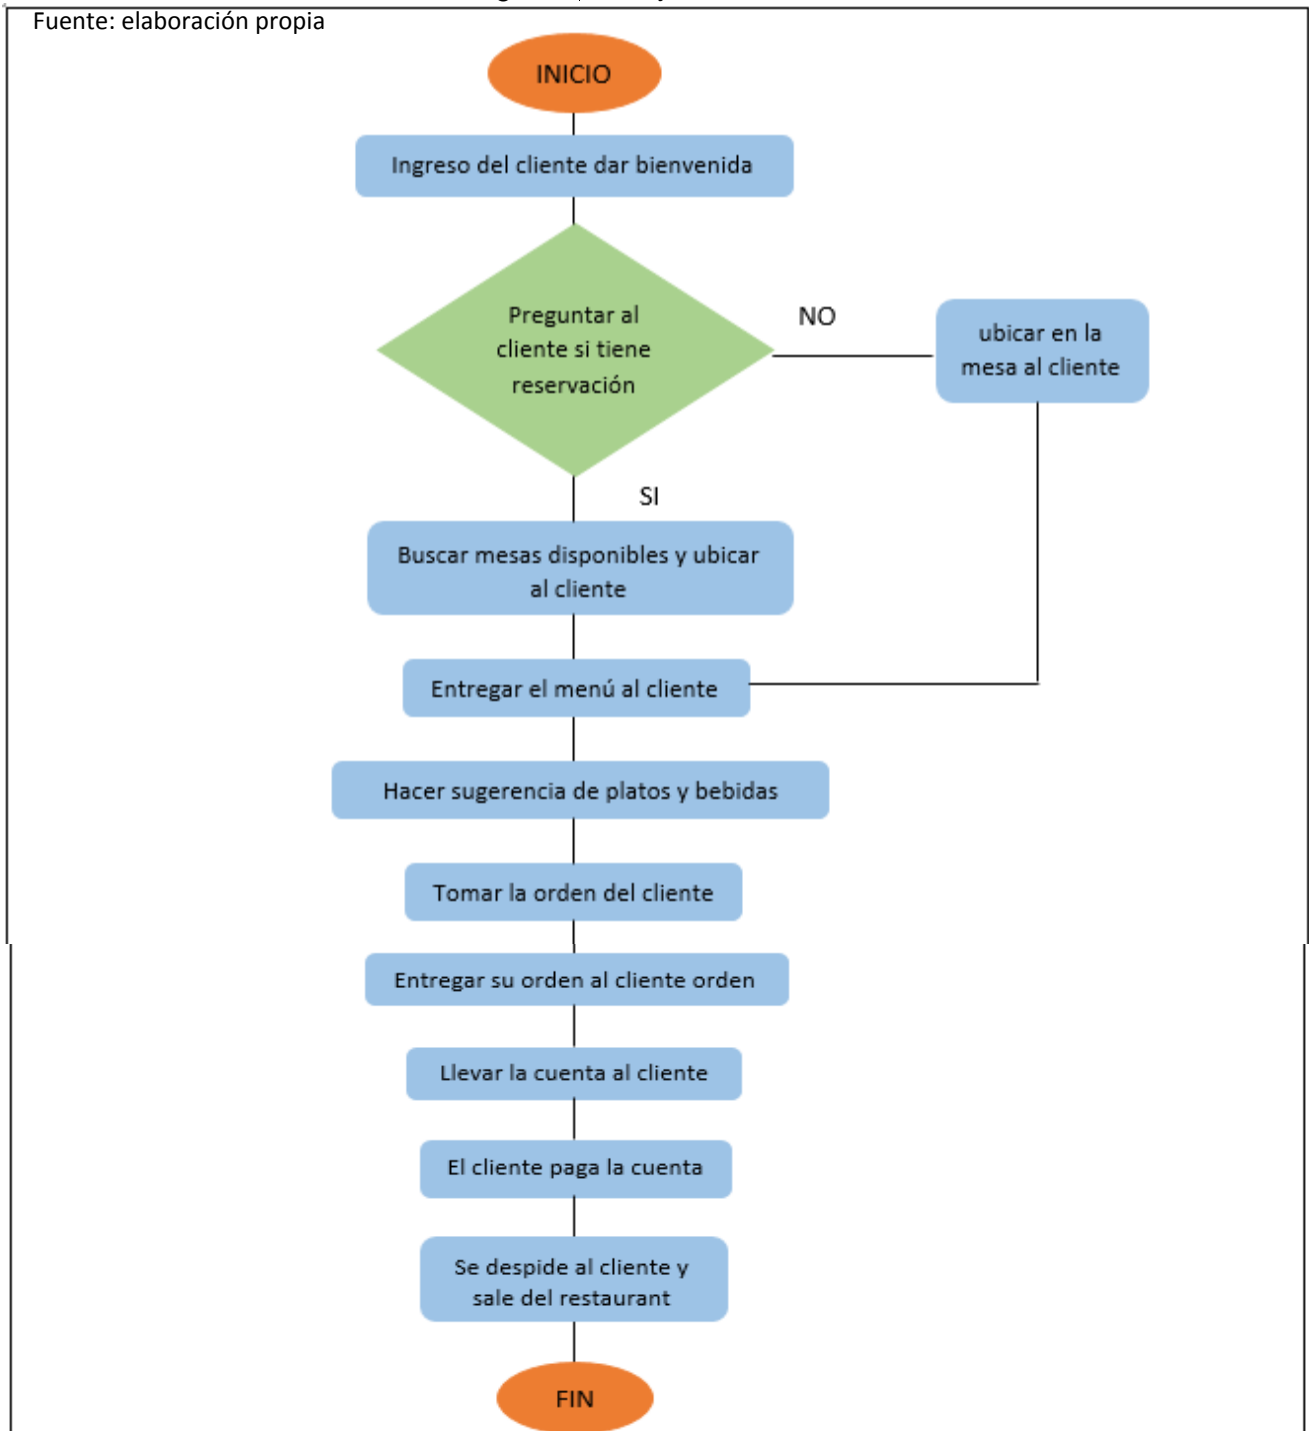 Fuente: elaboración propia
INICIO
Ingreso del cliente dar bienvenida
Preguntar al
cliente si tiene
reservación
NO
ubicar en la
mesa al cliente
SI
Buscar mesas disponibles y ubicar
al cliente
Entregar el menú al cliente
Hacer sugerencia de platos y bebidas
Tomar la orden del cliente
Entregar su orden al cliente orden
Llevar la cuenta al cliente
El cliente paga la cuenta
Se despide al cliente y
sale del restaurant
FIN